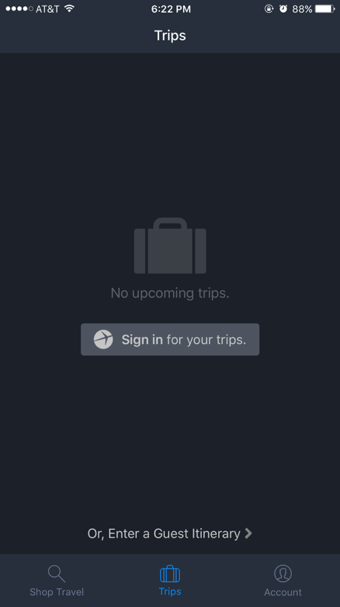 AT&T 6:22 PM 88%
Trips
No upcoming trips.
Sign in for your trips.
Or, Enter a Guest Itinerary
Shop Travel Trips Account